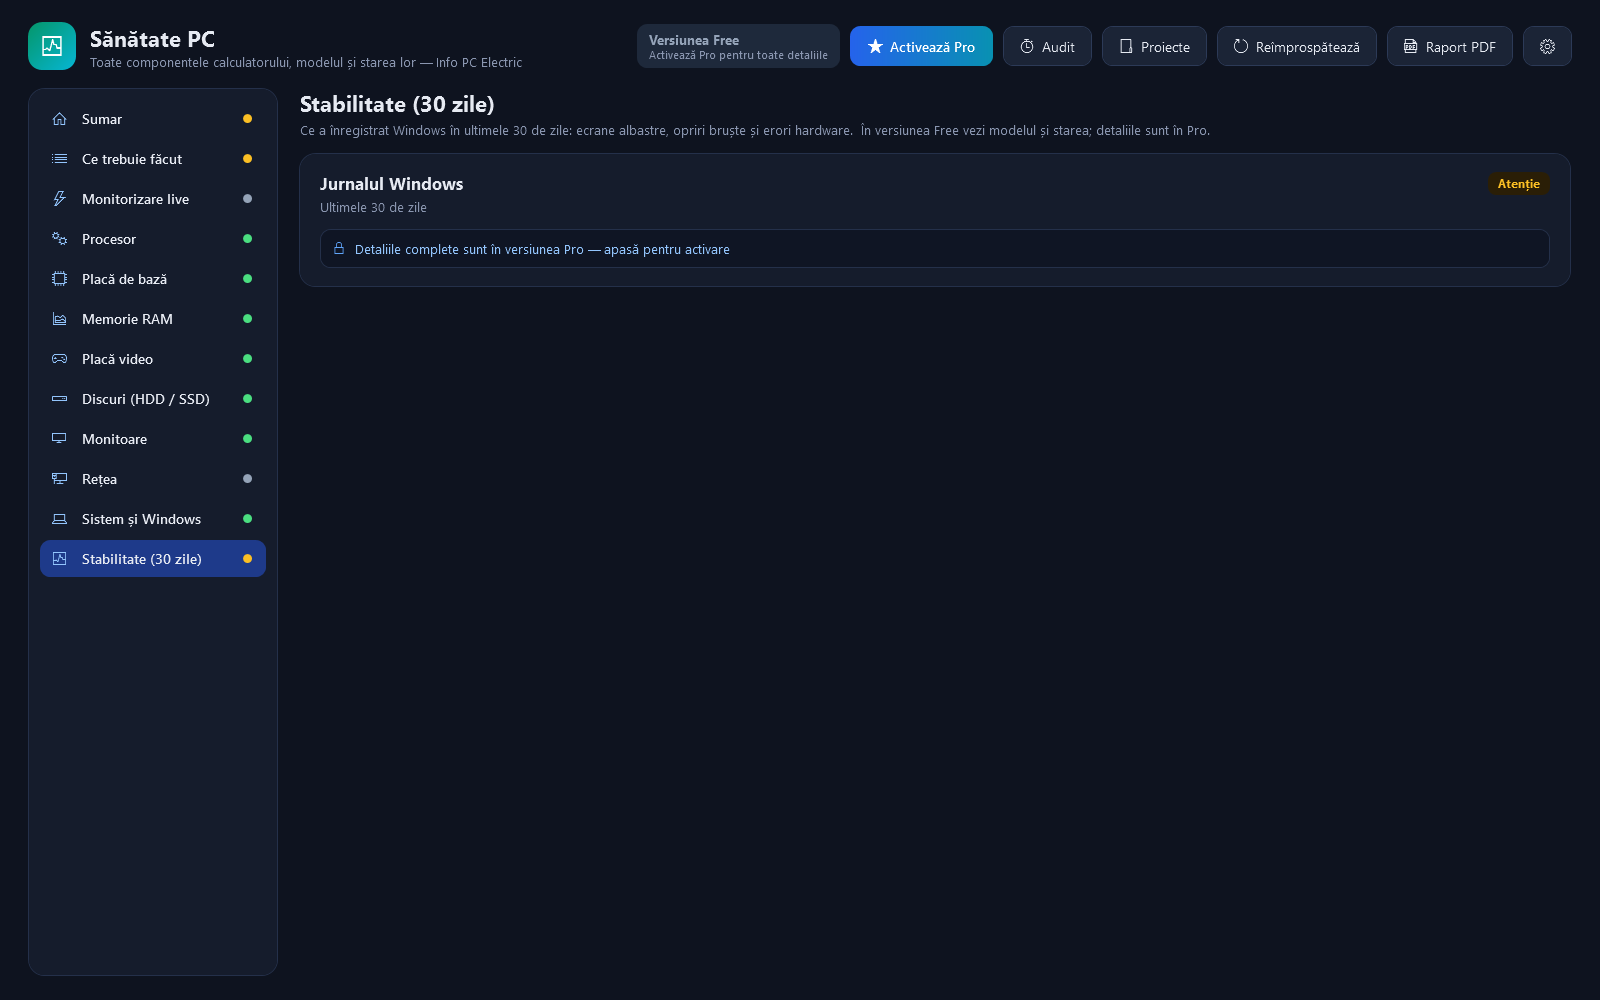 Sănătate PC
Toate componentele calculatorului, modelul și starea lor — Info PC Electric
Versiunea Free
Activează Pro pentru toate detaliile
Activează Pro
Audit
Proiecte
Reîmprospătează
Raport PDF
Sumar
Ce trebuie făcut
Monitorizare live
Procesor
Placă de bază
Memorie RAM
Placă video
Discuri (HDD / SSD)
Monitoare
Rețea
Sistem și Windows
Stabilitate (30 zile)
Stabilitate (30 zile)
Ce a înregistrat Windows în ultimele 30 de zile: ecrane albastre, opriri bruște și erori hardware.  În versiunea Free vezi modelul și starea; detaliile sunt în Pro.
Jurnalul Windows
Atenție
Ultimele 30 de zile
Detaliile complete sunt în versiunea Pro — apasă pentru activare